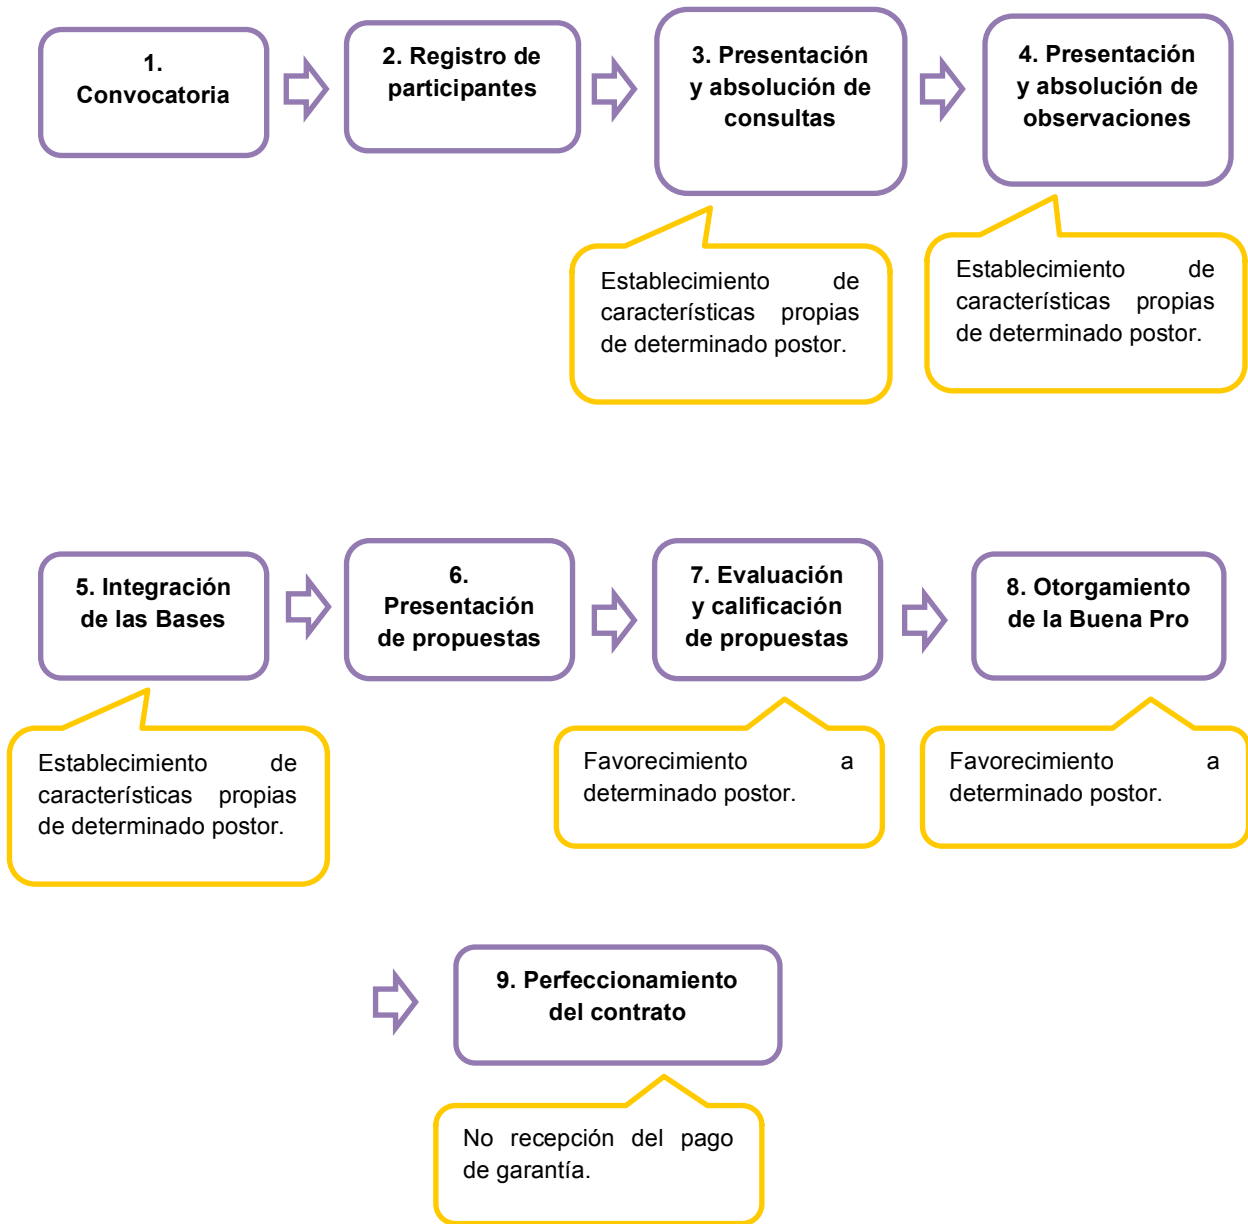 1.
Convocatoria
2. Registro de
participantes
3. Presentación
y absolución de
consultas
4. Presentación
y absolución de
observaciones
Establecimiento de
características propias
de determinado postor.
Establecimiento de
características propias
de determinado postor.
5. Integración
de las Bases
6.
Presentación
de propuestas
7. Evaluación
y calificación
de propuestas
8. Otorgamiento
de la Buena Pro
Establecimiento de
características propias
de determinado postor.
Favorecimiento a
determinado postor.
Favorecimiento a
determinado postor.
9. Perfeccionamiento
del contrato
No recepción del pago
de garantía.